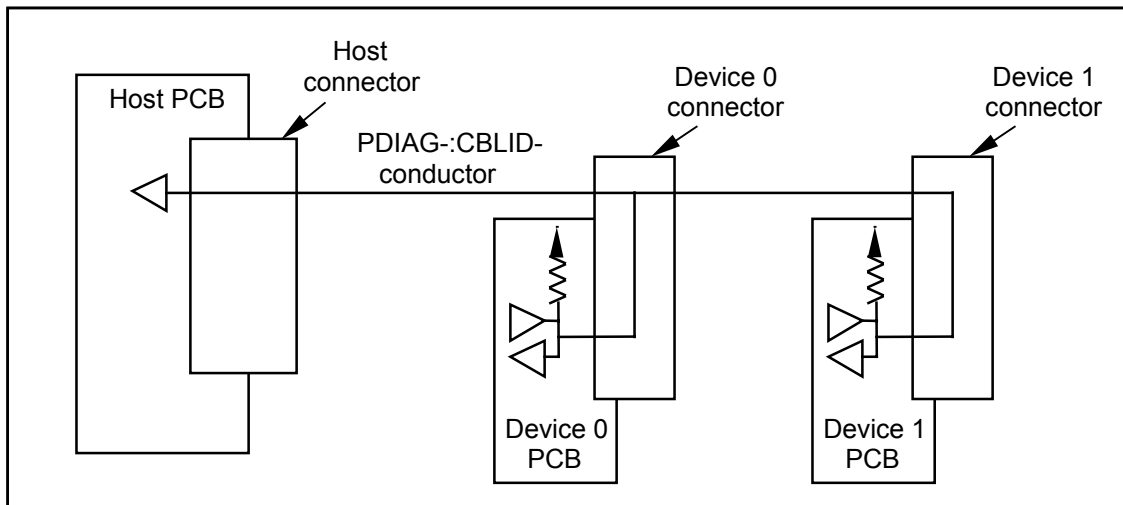 Host
connector
Host PCB
Device 0
connector
Device 1
connector
PDIAG-:CBLID-
conductor
Device 0
PCB
Device 1
PCB